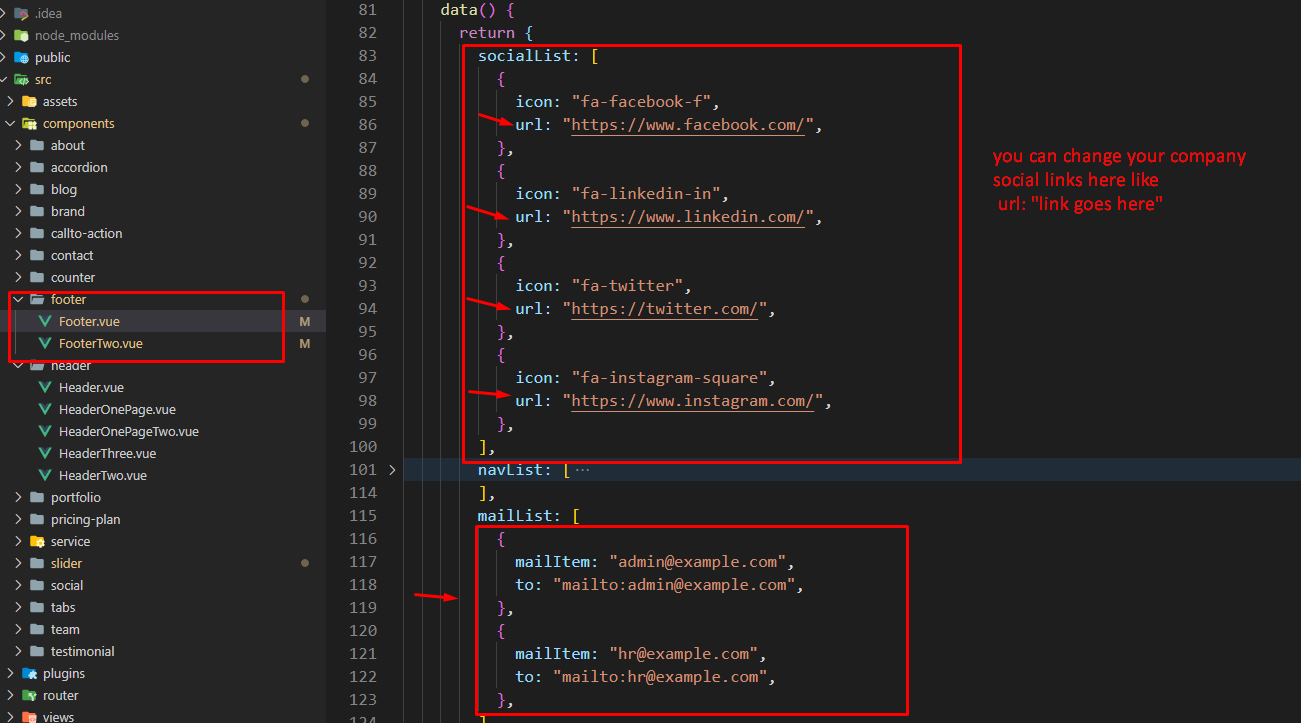 .idea
node_modules
public
src
assets
components
about
accordion
blog
brand
callto-action
contact
counter
footer
Footer.vue M
FooterTwo.vue M
header
Header.vue
HeaderOnePage.vue
HeaderOnePageTwo.vue
HeaderThree.vue
HeaderTwo.vue
portfolio
pricing-plan
service
slider
social
tabs
team
testimonial
plugins
router
views
81 data() {
82 return {
83 socialList: [
84 {
85 icon: "fa-facebook-f",
86 url: "https://www.facebook.com/",
87 },
88 {
89 icon: "fa-linkedin-in",
90 url: "https://www.linkedin.com/",
91 },
92 {
93 icon: "fa-twitter",
94 url: "https://twitter.com/",
95 },
96 {
97 icon: "fa-instagram-square",
98 url: "https://www.instagram.com/",
99 },
100 ],
101 navList: [ ···
114 ],
115 mailList: [
116 {
117 mailItem: "admin@example.com",
118 to: "mailto:admin@example.com",
119 },
120 {
121 mailItem: "hr@example.com",
122 to: "mailto:hr@example.com",
123 },
124 ]
you can change your company
social links here like
url: "link goes here"